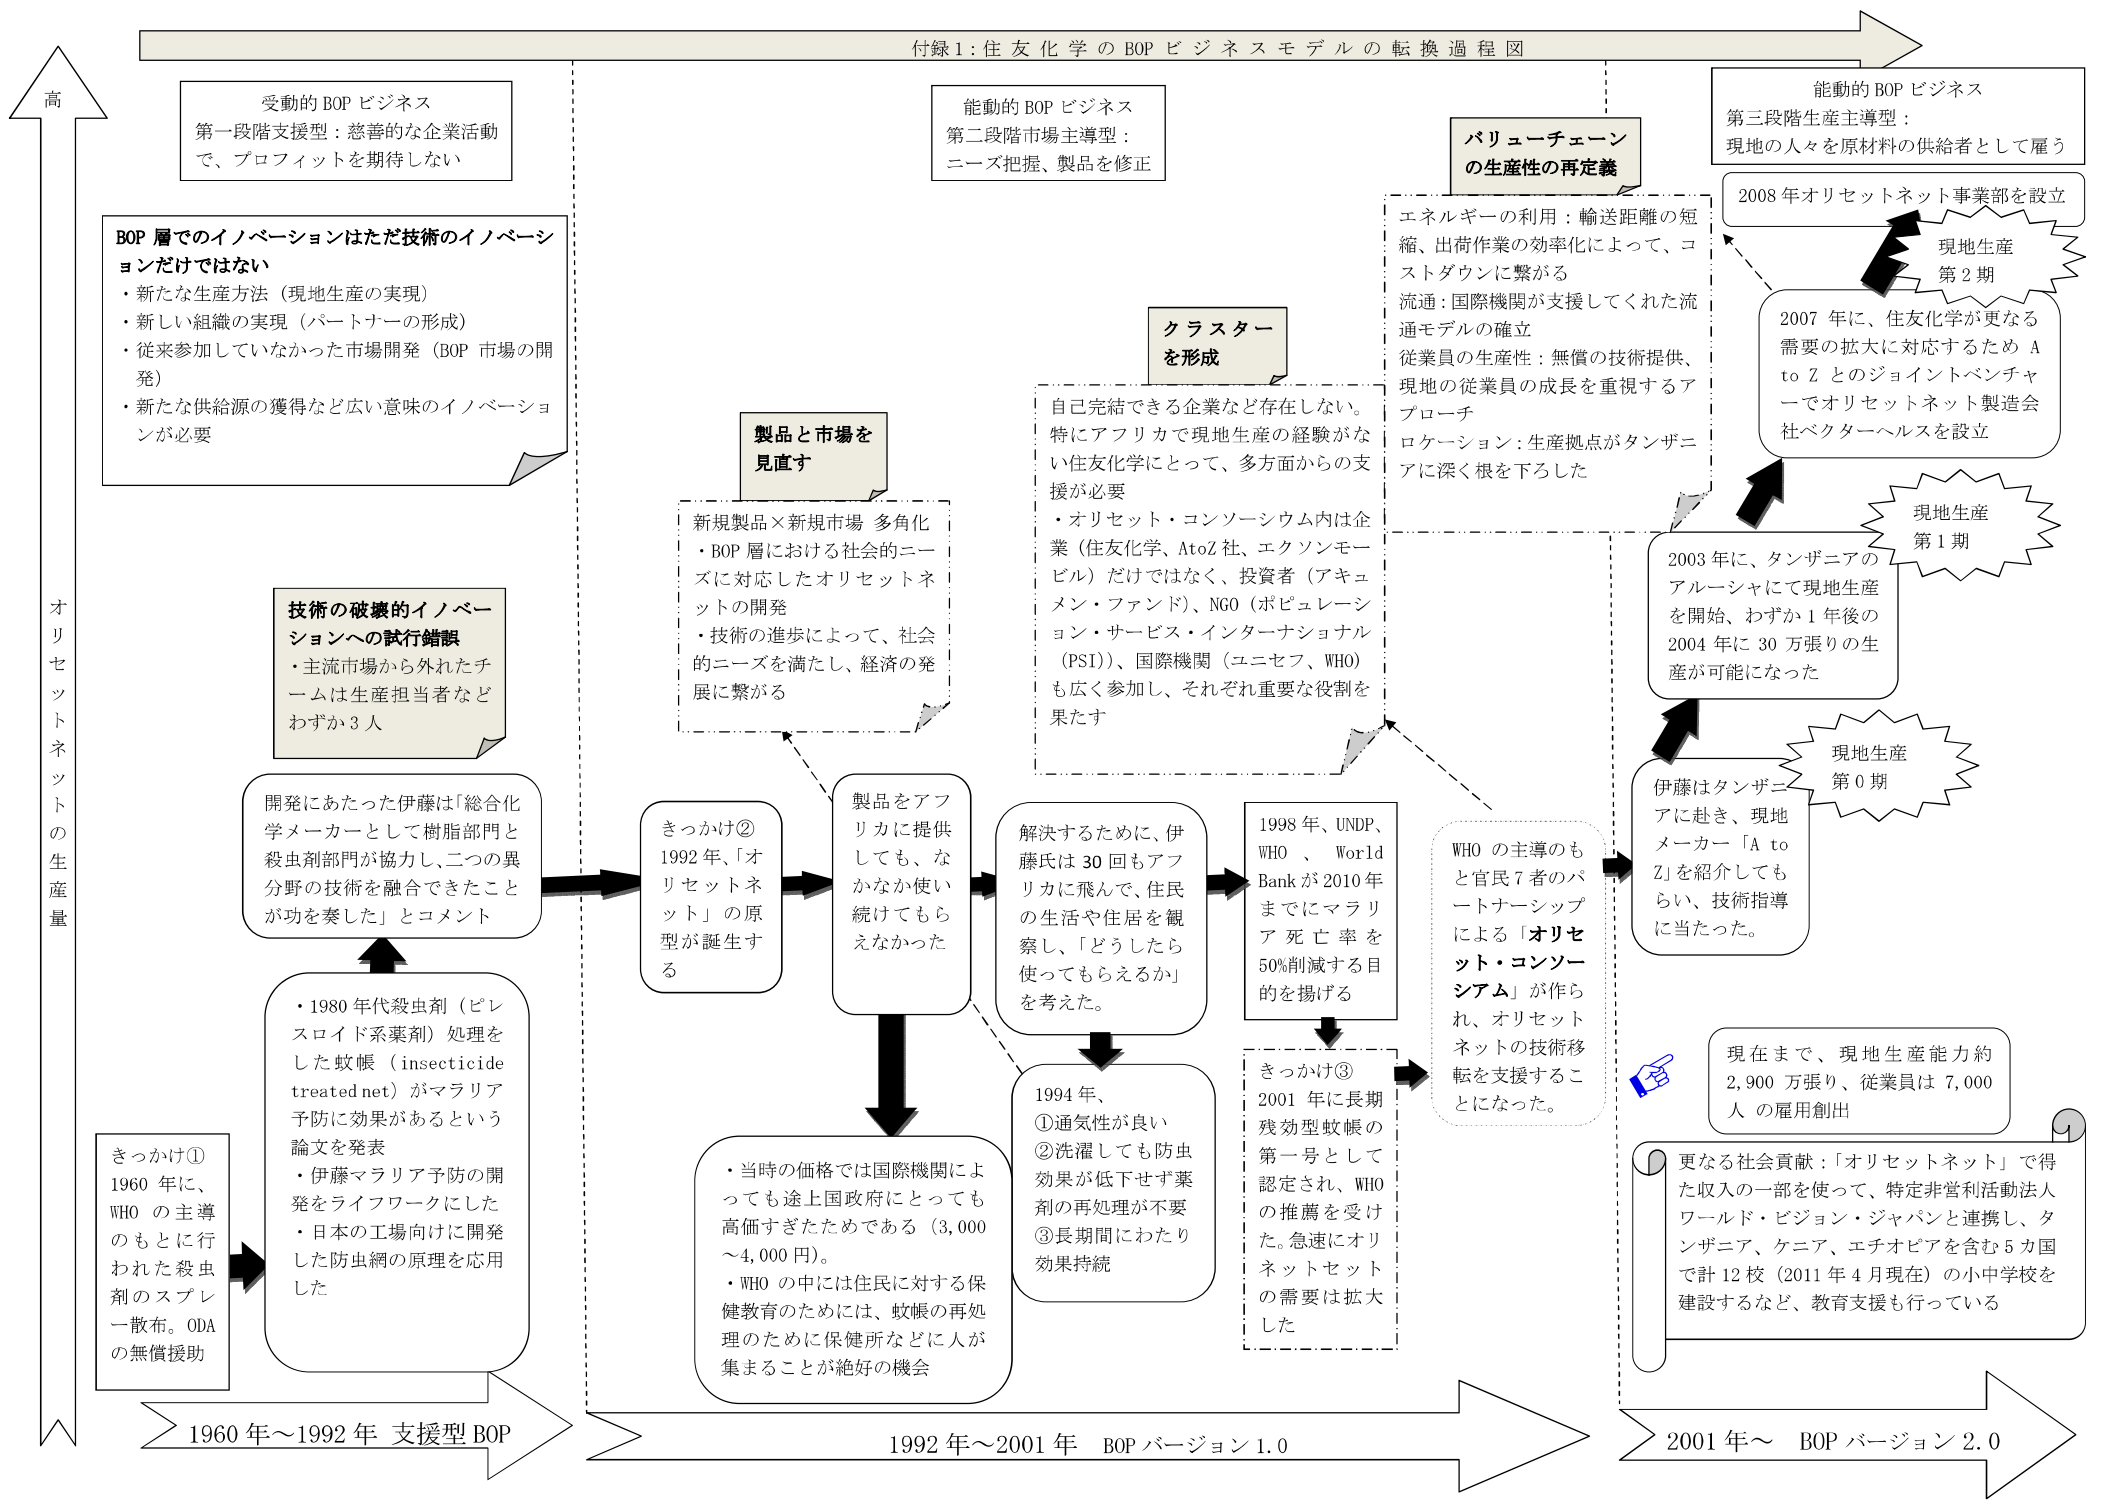 付録1:住友化学のBOPビジネスモデルの転換過程図
高
オリセットネットの生産量
受動的BOPビジネス
第一段階支援型：慈善的な企業活動
で、プロフィットを期待しない
能動的BOPビジネス
第二段階市場主導型：
ニーズ把握、製品を修正
能動的BOPビジネス
第三段階生産主導型：
現地の人々を原材料の供給者として雇う
BOP 層でのイノベーションはただ技術のイノベーシ
ョンだけではない
・新たな生産方法（現地生産の実現）
・新しい組織の実現（パートナーの形成）
・従来参加していなかった市場開発（BOP 市場の開
発）
・新たな供給源の獲得など広い意味のイノベーショ
ンが必要
技術の破壊的イノベー
ションへの試行錯誤
・主流市場から外れたチ
ームは生産担当者など
わずか3人
開発にあたった伊藤は「総合化
学メーカーとして樹脂部門と
殺虫剤部門が協力し、二つの異
分野の技術を融合できたこと
が功を奏した」とコメント
・1980年代殺虫剤（ピレ
スロイド系薬剤）処理を
した蚊帳（insecticide
treated net）がマラリア
予防に効果があるという
論文を発表
・伊藤マラリア予防の開
発をライフワークにした
・日本の工場向けに開発
した防虫網の原理を応用
した
きっかけ①
1960 年に、
WHO の主導
のもとに行
われた殺虫
剤のスプレ
ー散布。ODA
の無償援助
製品と市場を
見直す
新規製品×新規市場 多角化
・BOP 層における社会的ニー
ズに対応したオリセットネ
ットの開発
・技術の進歩によって、社会
的ニーズを満たし、経済の発
展に繋がる
きっかけ②
1992年、「オ
リセットネ
ット」の原
型が誕生す
る
製品をアフ
リカに提供
しても、な
かなか使い
続けてもら
えなかった
・当時の価格では国際機関によ
っても途上国政府にとっても
高価すぎたためである（3,000
～4,000円）。
・WHO の中には住民に対する保
健教育のためには、蚊帳の再処
理のために保健所などに人が
集まることが絶好の機会
クラスター
を形成
自己完結できる企業など存在しない。
特にアフリカで現地生産の経験がな
い住友化学にとって、多方面からの支
援が必要
・オリセット・コンソーシウム内は企
業（住友化学、AtoZ社、エクソンモー
ビル）だけではなく、投資者（アキュ
メン・ファンド）、NGO（ポピュレーシ
ョン・サービス・インターナショナル
（PSI））、国際機関（ユニセフ、WHO）
も広く参加し、それぞれ重要な役割を
果たす
解決するために、伊
藤氏は30回もアフ
リカに飛んで、住民
の生活や住居を観
察し、「どうしたら
使ってもらえるか」
を考えた。
1994年、
①通気性が良い
②洗濯しても防虫
効果が低下せず薬
剤の再処理が不要
③長期間にわたり
効果持続
1998年、UNDP、
WHO 、 World
Bankが2010年
までにマラリ
ア死亡率を
50%削減する目
的を揚げる
きっかけ③
2001 年に長期
残効型蚊帳の
第一号として
認定され、WHO
の推薦を受け
た。急速にオリ
ネットセット
の需要は拡大
した
WHO の主導のも
と官民7者のパ
ートナーシップ
による「オリセ
ット・コンソー
シアム」が作ら
れ、オリセット
ネットの技術移
転を支援するこ
とになった。
バリューチェーン
の生産性の再定義
エネルギーの利用：輸送距離の短
縮、出荷作業の効率化によって、コ
ストダウンに繋がる
流通：国際機関が支援してくれた流
通モデルの確立
従業員の生産性：無償の技術提供、
現地の従業員の成長を重視するア
プローチ
ロケーション：生産拠点がタンザニ
アに深く根を下ろした
2008年オリセットネット事業部を設立
現地生産
第2期
2007 年に、住友化学が更なる
需要の拡大に対応するため A
to Z とのジョイントベンチャ
ーでオリセットネット製造会
社ベクターヘルスを設立
現地生産
第1期
2003年に、タンザニアの
アルーシャにて現地生産
を開始、わずか1年後の
2004年に30万張りの生
産が可能になった
現地生産
第0期
伊藤はタンザニ
アに赴き、現地
メーカー「A to
Z」を紹介しても
らい、技術指導
に当たった。
現在まで、現地生産能力約
2,900 万張り、従業員は 7,000
人 の雇用創出
更なる社会貢献：「オリセットネット」で得
た収入の一部を使って、特定非営利活動法人
ワールド・ビジョン・ジャパンと連携し、タ
ンザニア、ケニア、エチオピアを含む5カ国
で計12校（2011年4月現在）の小中学校を
建設するなど、教育支援も行っている
1960年～1992年 支援型BOP
1992年～2001年 BOPバージョン1.0
2001年～ BOPバージョン2.0